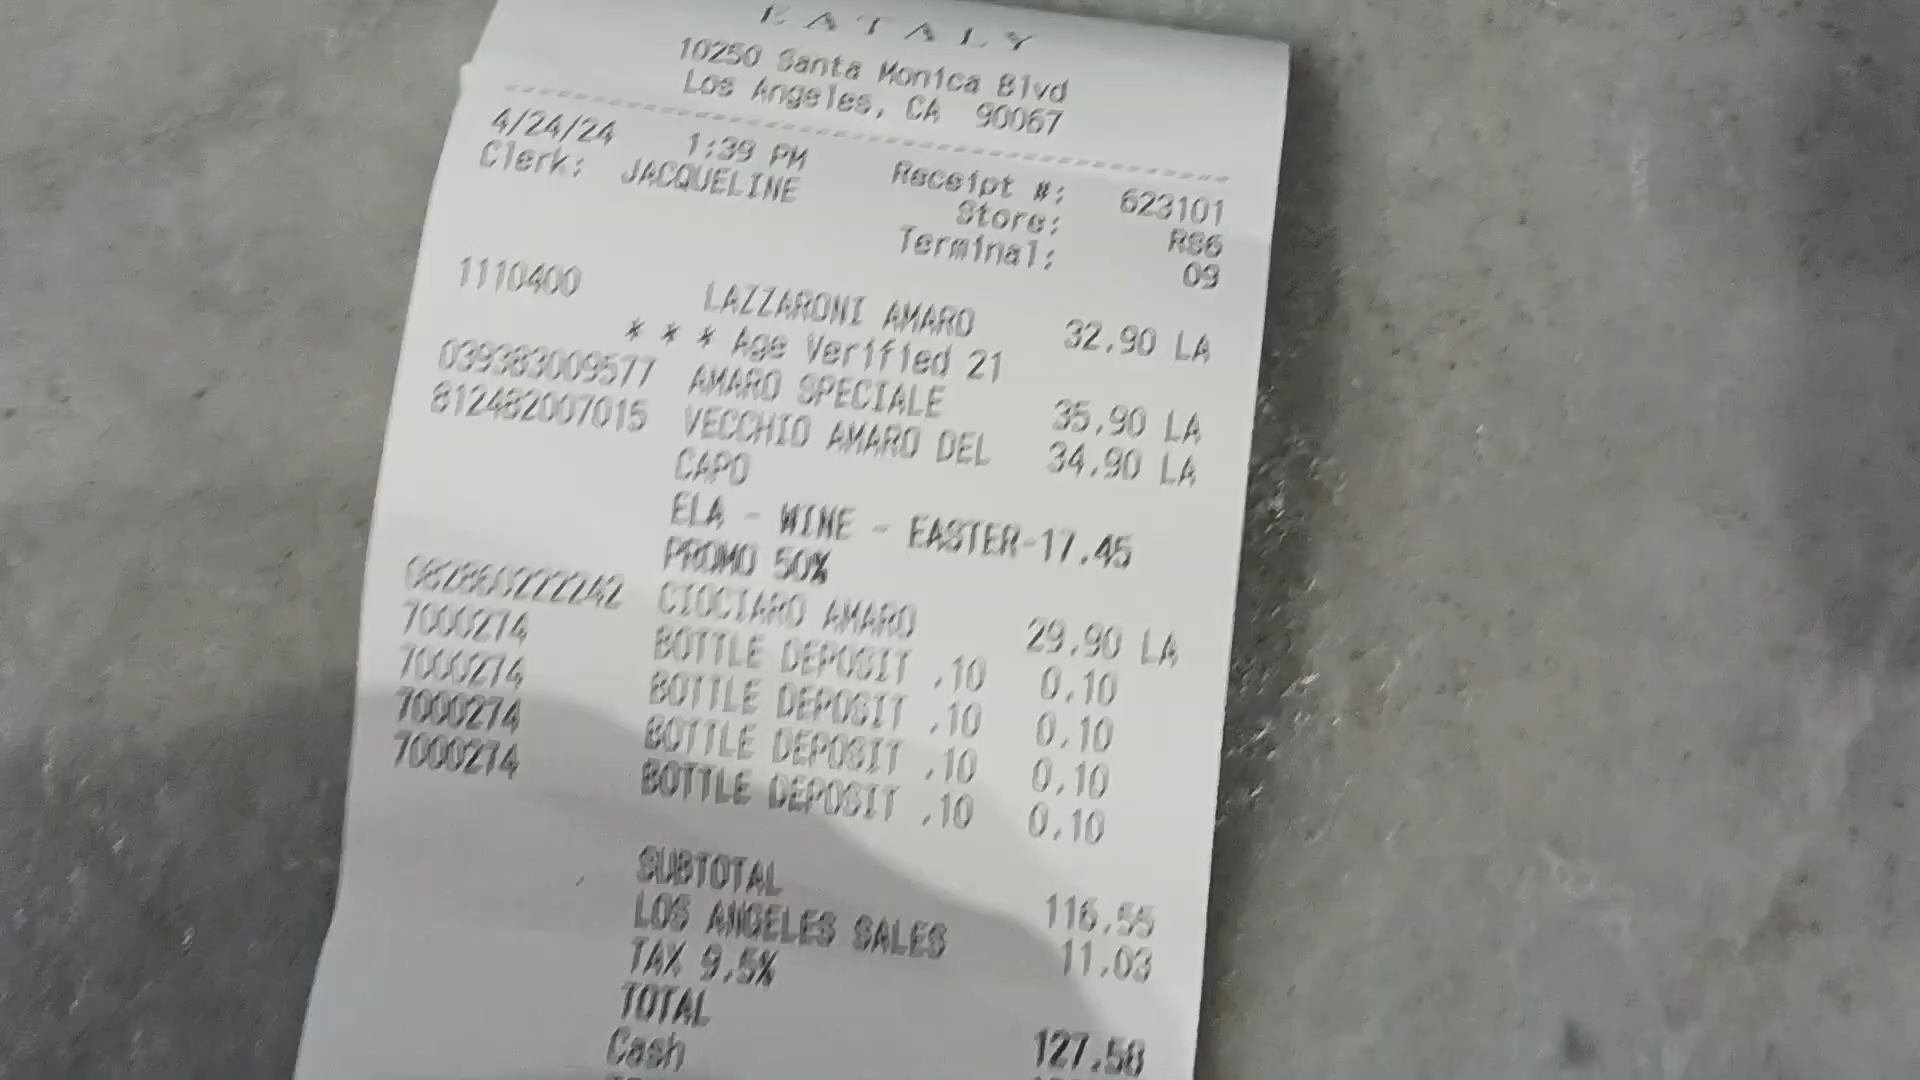 EATALY
10250 Santa Monica Blvd
Los Angeles, CA 90067
4/24/24 1:39 PM Receipt #: 623101
Clerk: JACQUELINE Store: RS6
Terminal: 09
1110400 LAZZARONI AMARO 32.90 LA
* * * Age Verified 21
039383009577 AMARO SPECIALE 35.90 LA
812482007015 VECCHIO AMARO DEL 34.90 LA
CAPO
ELA - WINE - EASTER-17.45
PROMO 50%
082860222242 CIOCIARO AMARO 29.90 LA
7000274 BOTTLE DEPOSIT .10 0.10
7000274 BOTTLE DEPOSIT .10 0.10
7000274 BOTTLE DEPOSIT .10 0.10
7000274 BOTTLE DEPOSIT .10 0.10
SUBTOTAL 116.55
LOS ANGELES SALES 11.03
TAX 9.5%
TOTAL 127.58
Cash